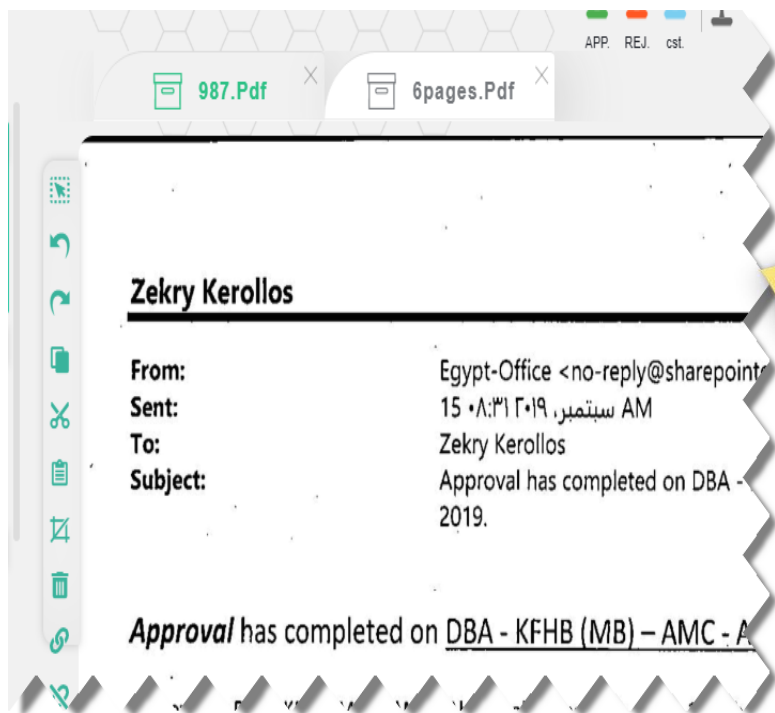 APP. REJ. cst.
987.Pdf 6pages.Pdf
Zekry Kerollos
From: Egypt-Office <no-reply@sharepoint
Sent: 15 سبتمبر, ٢٠١٩ ٠٨:٣١ AM
To: Zekry Kerollos
Subject: Approval has completed on DBA -
2019.
Approval has completed on DBA - KFHB (MB) – AMC - A